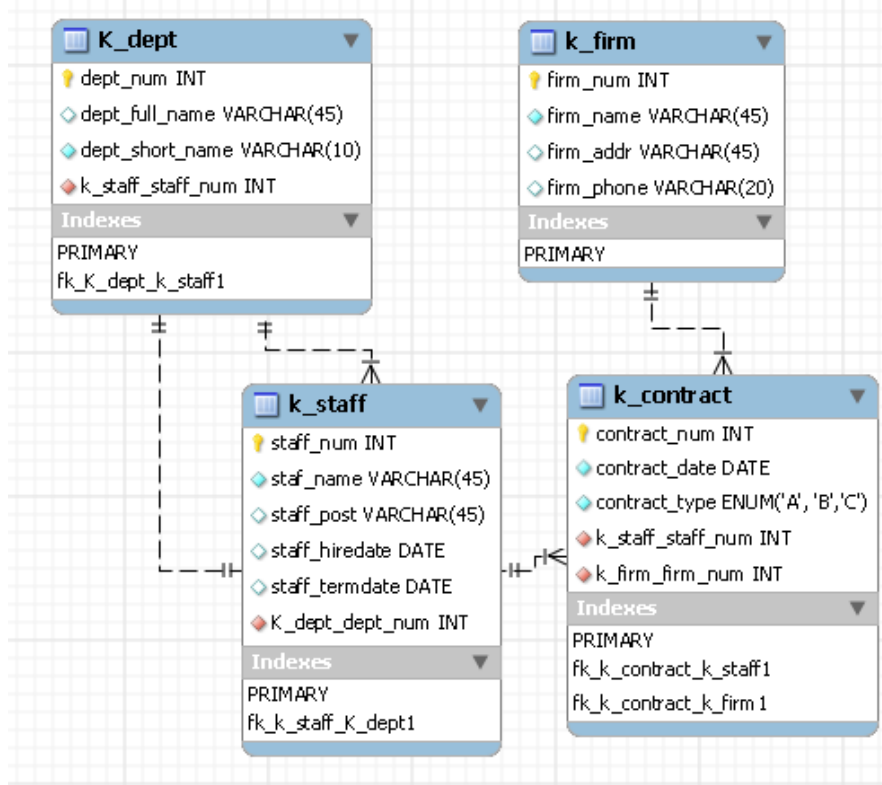 K_dept
dept_num INT
dept_full_name VARCHAR(45)
dept_short_name VARCHAR(10)
k_staff_staff_num INT
Indexes
PRIMARY
fk_K_dept_k_staff1
k_firm
firm_num INT
firm_name VARCHAR(45)
firm_addr VARCHAR(45)
firm_phone VARCHAR(20)
Indexes
PRIMARY
k_staff
staff_num INT
staf_name VARCHAR(45)
staff_post VARCHAR(45)
staff_hiredate DATE
staff_termdate DATE
K_dept_dept_num INT
Indexes
PRIMARY
fk_k_staff_K_dept1
k_contract
contract_num INT
contract_date DATE
contract_type ENUM('A', 'B','C')
k_staff_staff_num INT
k_firm_firm_num INT
Indexes
PRIMARY
fk_k_contract_k_staff1
fk_k_contract_k_firm1